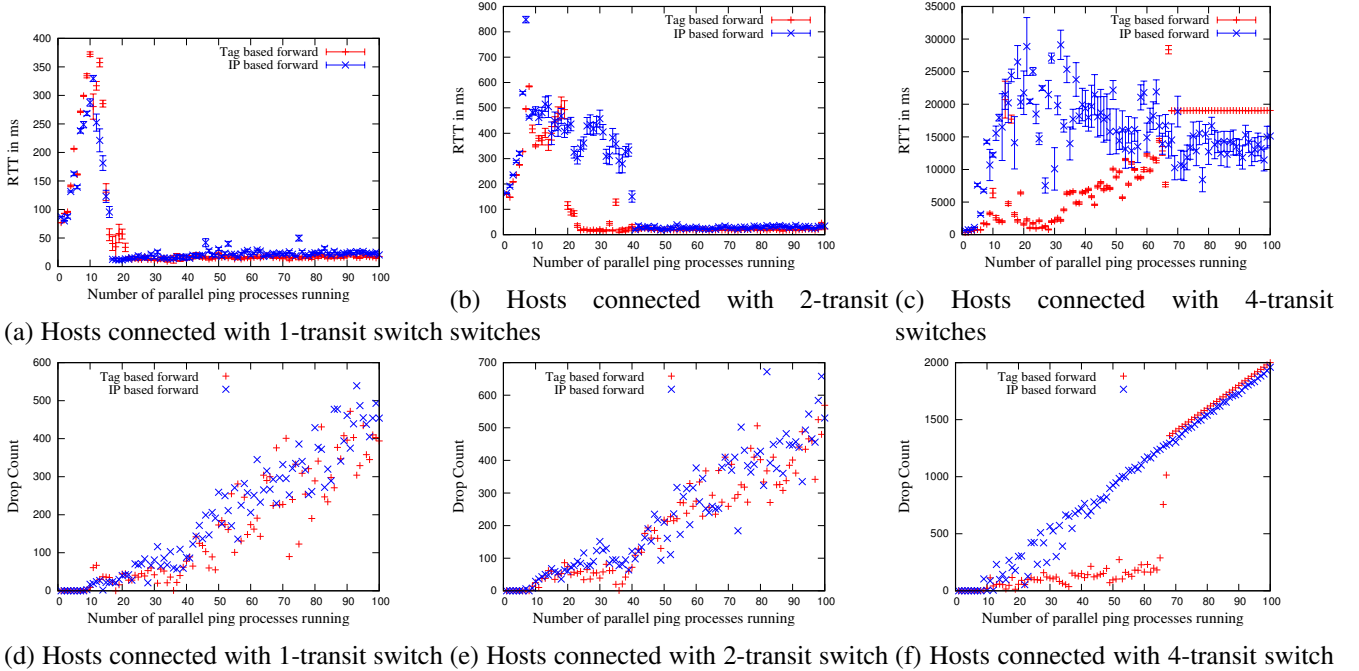 400
350
300
250
200
150
100
50
0
RTT in ms
Tag based forward
IP based forward
0 10 20 30 40 50 60 70 80 90 100
Number of parallel ping processes running
900
800
700
600
500
400
300
200
100
0
RTT in ms
Tag based forward
IP based forward
0 10 20 30 40 50 60 70 80 90 100
Number of parallel ping processes running
35000
30000
25000
20000
15000
10000
5000
0
RTT in ms
Tag based forward
IP based forward
0 10 20 30 40 50 60 70 80 90 100
Number of parallel ping processes running
(a) Hosts connected with 1-transit switch
(b) Hosts connected with 2-transit
switches
(c) Hosts connected with 4-transit
switches
600
500
400
300
200
100
0
Drop Count
Tag based forward
IP based forward
0 10 20 30 40 50 60 70 80 90 100
Number of parallel ping processes running
700
600
500
400
300
200
100
0
Drop Count
Tag based forward
IP based forward
0 10 20 30 40 50 60 70 80 90 100
Number of parallel ping processes running
2000
1500
1000
500
0
Drop Count
Tag based forward
IP based forward
0 10 20 30 40 50 60 70 80 90 100
Number of parallel ping processes running
(d) Hosts connected with 1-transit switch
(e) Hosts connected with 2-transit switch
(f) Hosts connected with 4-transit switch